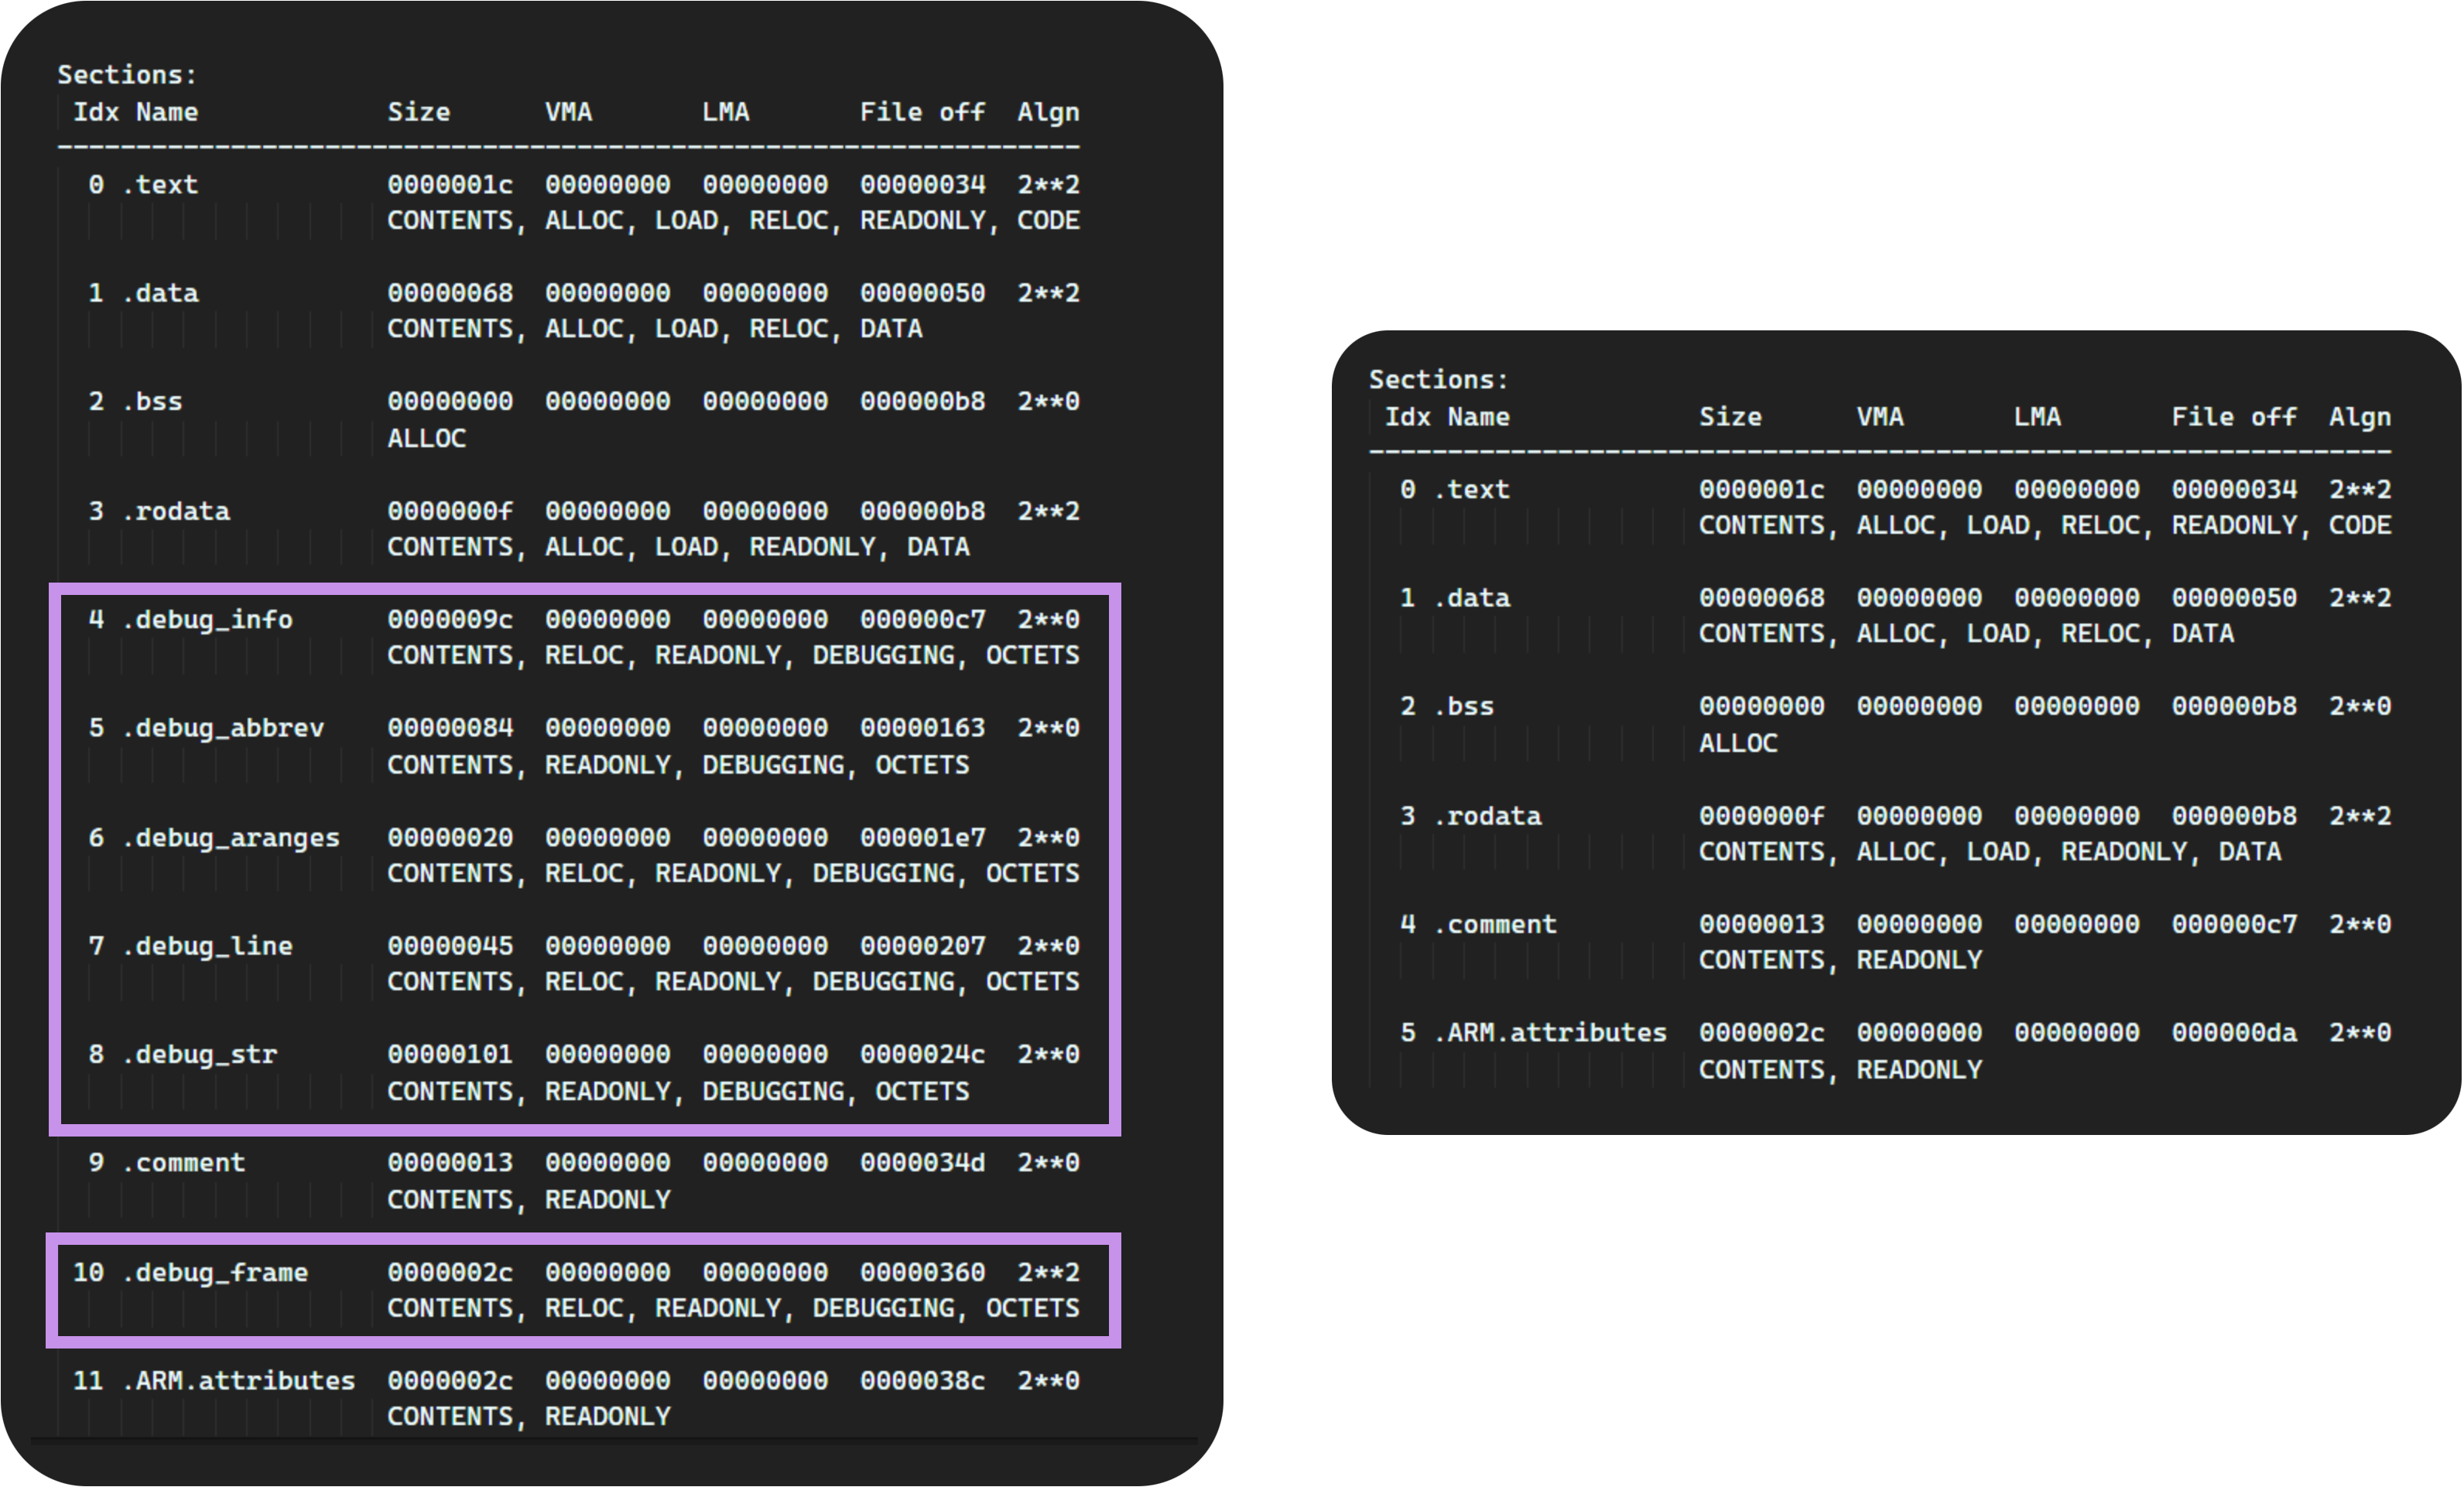 Sections:
Idx Name Size VMA LMA File off Algn
-----------------------------------------------------------------
0 .text 0000001c 00000000 00000000 00000034 2**2
CONTENTS, ALLOC, LOAD, RELOC, READONLY, CODE
1 .data 00000068 00000000 00000000 00000050 2**2
CONTENTS, ALLOC, LOAD, RELOC, DATA
2 .bss 00000000 00000000 00000000 000000b8 2**0
ALLOC
3 .rodata 0000000f 00000000 00000000 000000b8 2**2
CONTENTS, ALLOC, LOAD, READONLY, DATA
4 .debug_info 0000009c 00000000 00000000 000000c7 2**0
CONTENTS, RELOC, READONLY, DEBUGGING, OCTETS
5 .debug_abbrev 00000084 00000000 00000000 00000163 2**0
CONTENTS, READONLY, DEBUGGING, OCTETS
6 .debug_aranges 00000020 00000000 00000000 000001e7 2**0
CONTENTS, RELOC, READONLY, DEBUGGING, OCTETS
7 .debug_line 00000045 00000000 00000000 00000207 2**0
CONTENTS, RELOC, READONLY, DEBUGGING, OCTETS
8 .debug_str 00000101 00000000 00000000 0000024c 2**0
CONTENTS, READONLY, DEBUGGING, OCTETS
9 .comment 00000013 00000000 00000000 0000034d 2**0
CONTENTS, READONLY
10 .debug_frame 0000002c 00000000 00000000 00000360 2**2
CONTENTS, RELOC, READONLY, DEBUGGING, OCTETS
11 .ARM.attributes 0000002c 00000000 00000000 0000038c 2**0
CONTENTS, READONLY
Sections:
Idx Name Size VMA LMA File off Algn
-----------------------------------------------------------------
0 .text 0000001c 00000000 00000000 00000034 2**2
CONTENTS, ALLOC, LOAD, RELOC, READONLY, CODE
1 .data 00000068 00000000 00000000 00000050 2**2
CONTENTS, ALLOC, LOAD, RELOC, DATA
2 .bss 00000000 00000000 00000000 000000b8 2**0
ALLOC
3 .rodata 0000000f 00000000 00000000 000000b8 2**2
CONTENTS, ALLOC, LOAD, READONLY, DATA
4 .comment 00000013 00000000 00000000 000000c7 2**0
CONTENTS, READONLY
5 .ARM.attributes 0000002c 00000000 00000000 000000da 2**0
CONTENTS, READONLY